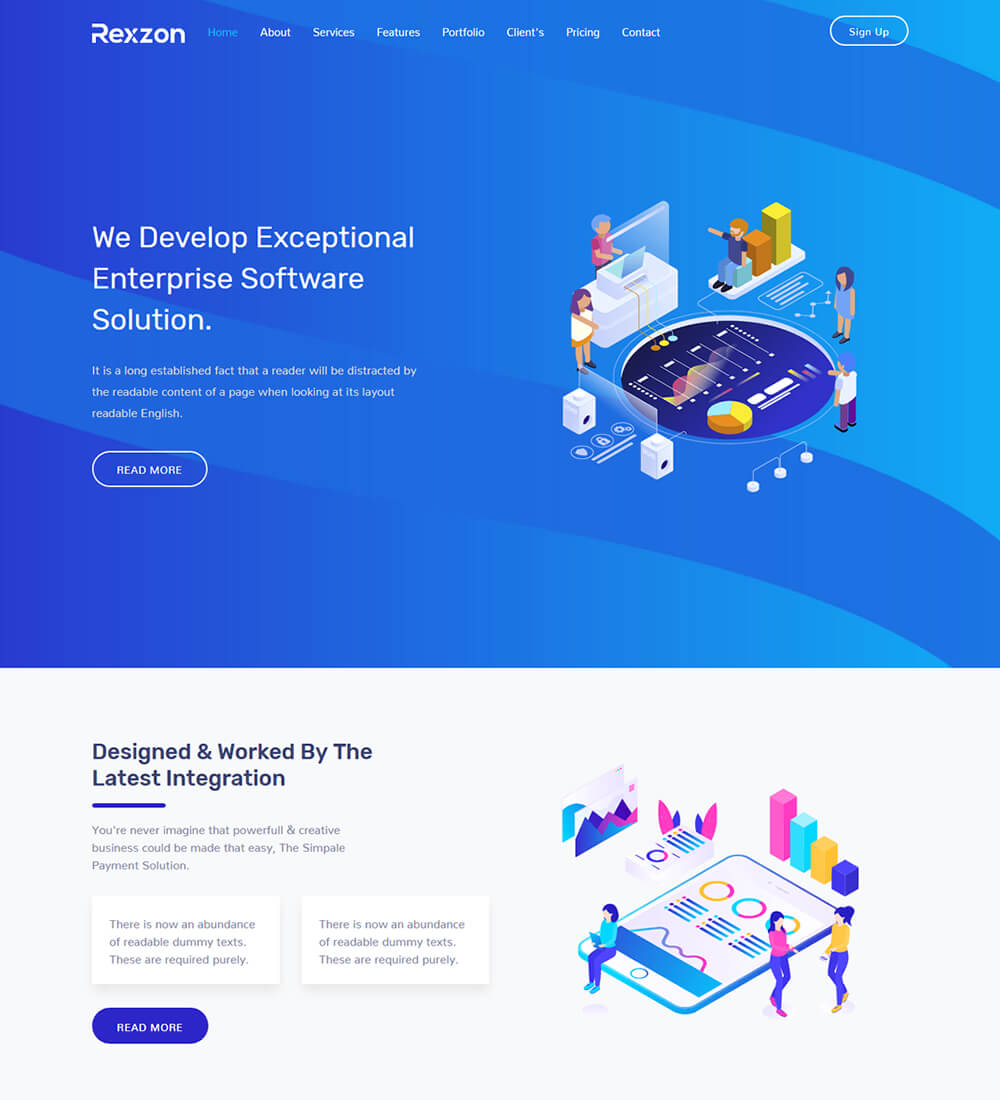 Rexzon Home About Services Features Portfolio Client's Pricing Contact Sign Up
We Develop Exceptional
Enterprise Software
Solution.
It is a long established fact that a reader will be distracted by
the readable content of a page when looking at its layout
readable English.
READ MORE
Designed & Worked By The
Latest Integration
You're never imagine that powerfull & creative
business could be made that easy, The Simpale
Payment Solution.
There is now an abundance
of readable dummy texts.
These are required purely.
There is now an abundance
of readable dummy texts.
These are required purely.
READ MORE